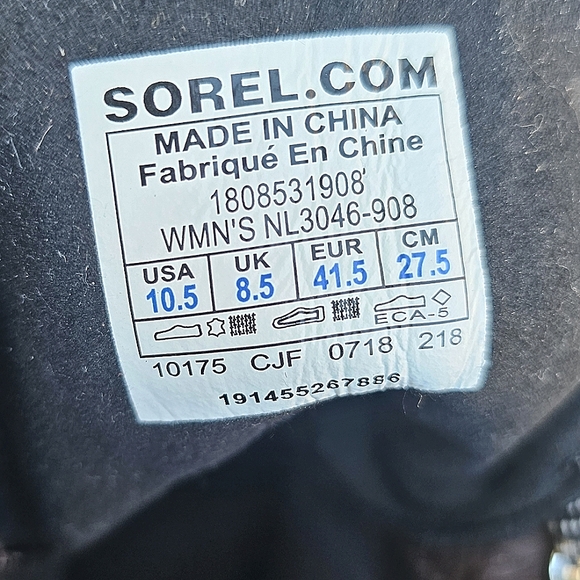 SOREL.COM
MADE IN CHINA
Fabriqué En Chine
1808531908
WMN'S NL3046-908
USA UK EUR CM
10.5 8.5 41.5 27.5
ECA-5
10175 CJF 0718 218
191455267886